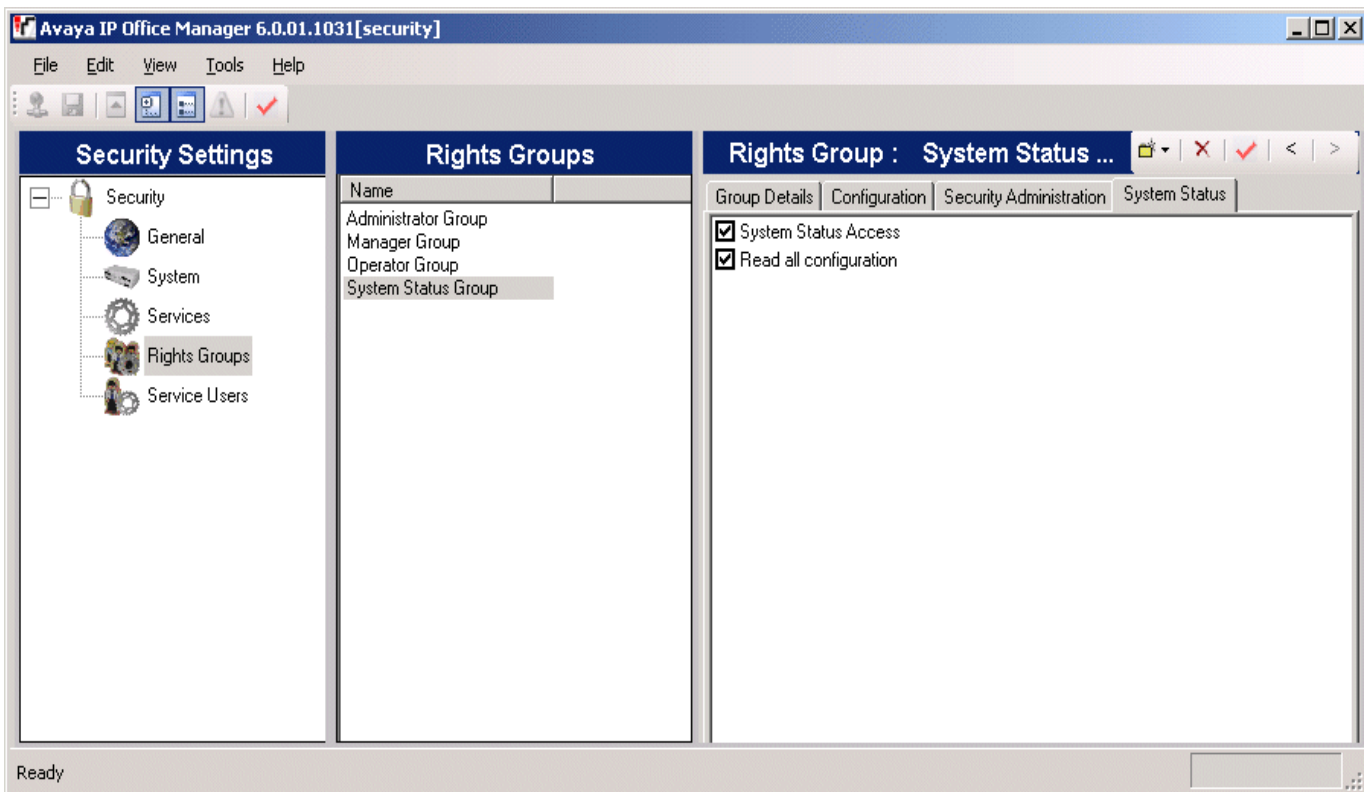 Avaya IP Office Manager 6.0.01.1031[security]
File Edit View Tools Help
Security Settings
Security
General
System
Services
Rights Groups
Service Users
Rights Groups
Name
Administrator Group
Manager Group
Operator Group
System Status Group
Rights Group : System Status ...
Group Details Configuration Security Administration System Status
System Status Access
Read all configuration
Ready